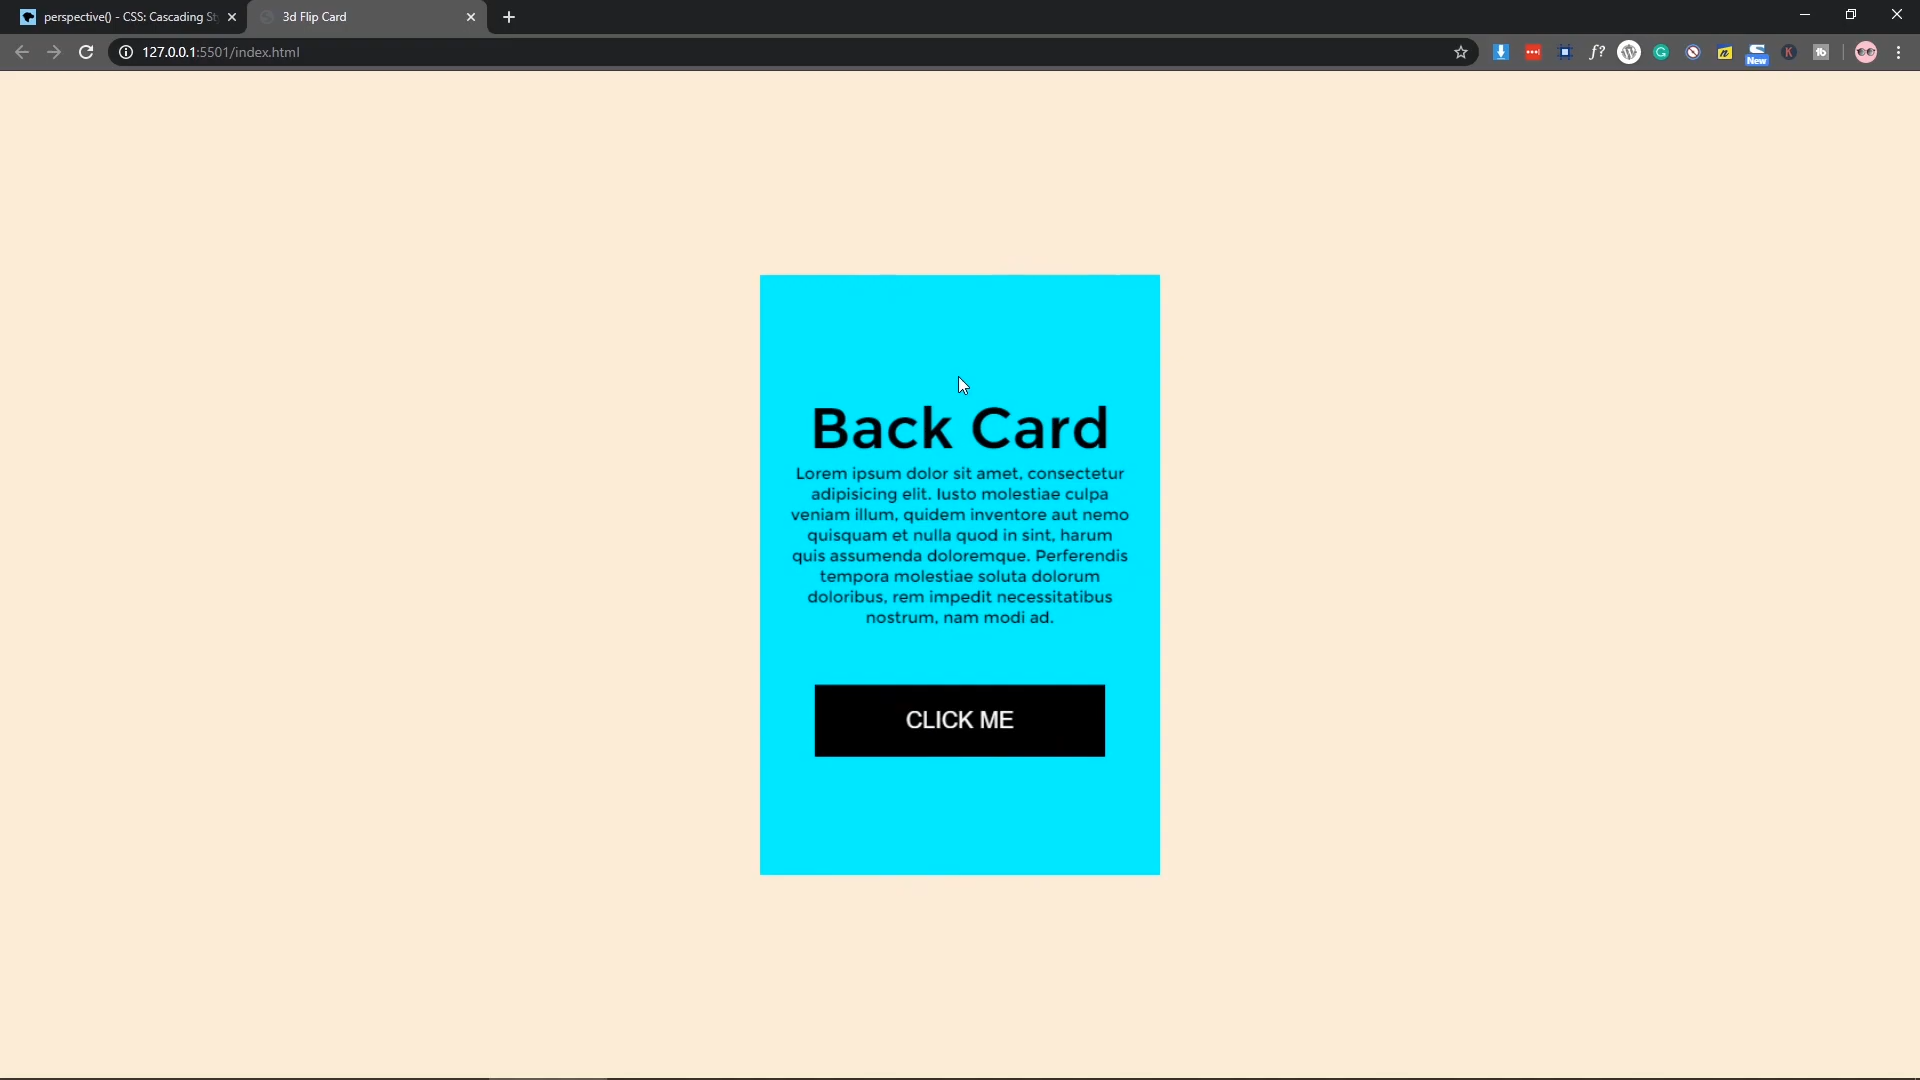 perspective() - CSS: Cascading St
3d Flip Card
127.0.0.1:5501/index.html
f?
n
New
K
tb
Back Card
Lorem ipsum dolor sit amet, consectetur
adipisicing elit. Iusto molestiae culpa
veniam illum, quidem inventore aut nemo
quisquam et nulla quod in sint, harum
quis assumenda doloremque. Perferendis
tempora molestiae soluta dolorum
doloribus, rem impedit necessitatibus
nostrum, nam modi ad.
CLICK ME